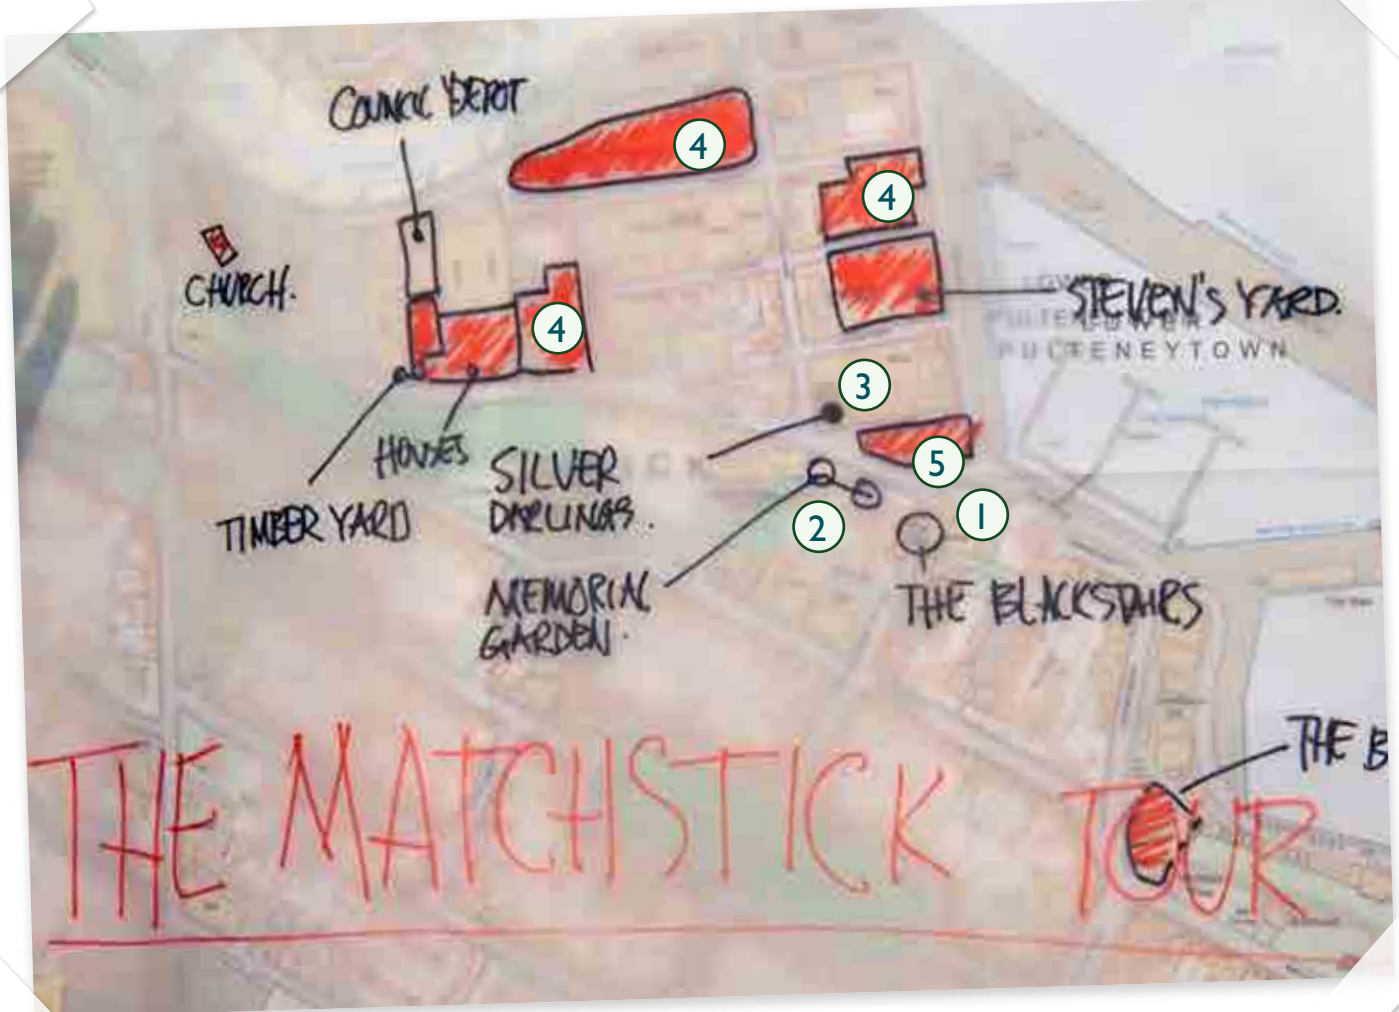 COUNCIL DEPOT
4
4
CHURCH.
STEVEN'S YARD.
LOWER
PULTENEYTOWN
4
3
HOUSES
SILVER
DARLINGS.
5
TIMBER YARD
2
1
MEMORIAL
GARDEN.
THE BLACKSTAIRS
THE B
THE MATCHSTICK TOUR